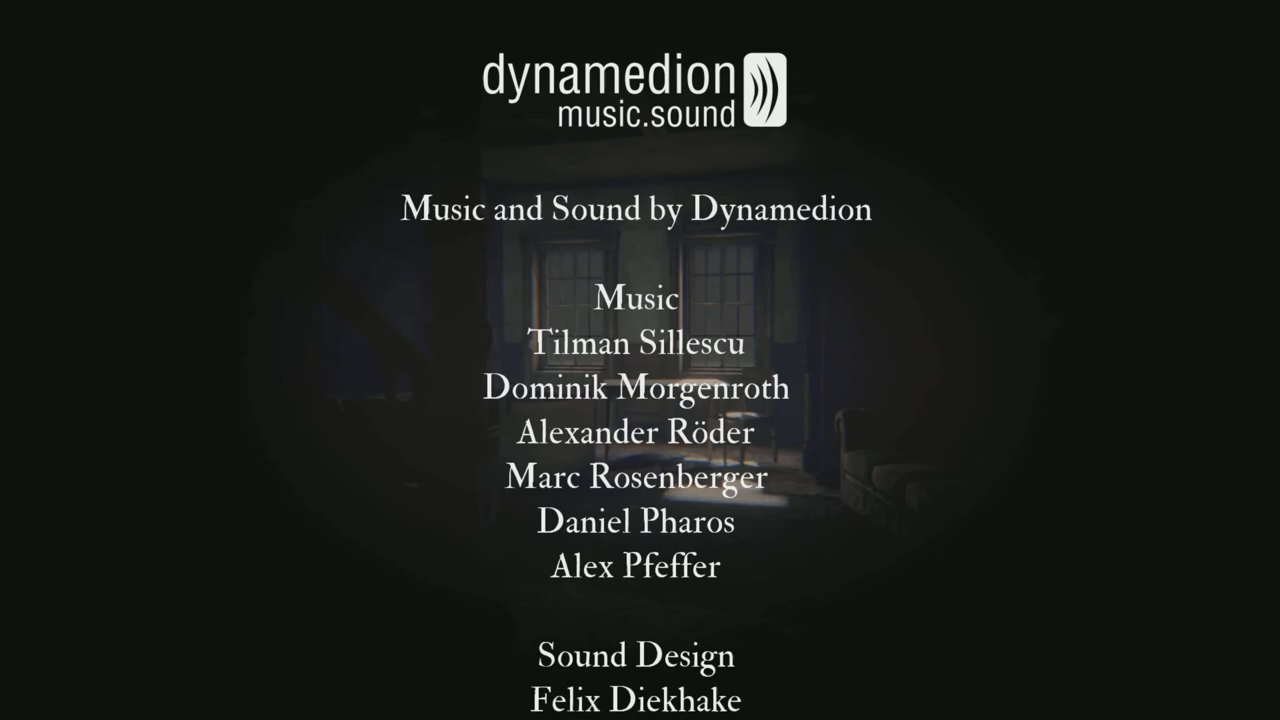 dynamedion
music.sound
Music and Sound by Dynamedion
Music
Tilman Sillescu
Dominik Morgenroth
Alexander Röder
Marc Rosenberger
Daniel Pharos
Alex Pfeffer
Sound Design
Felix Diekhake